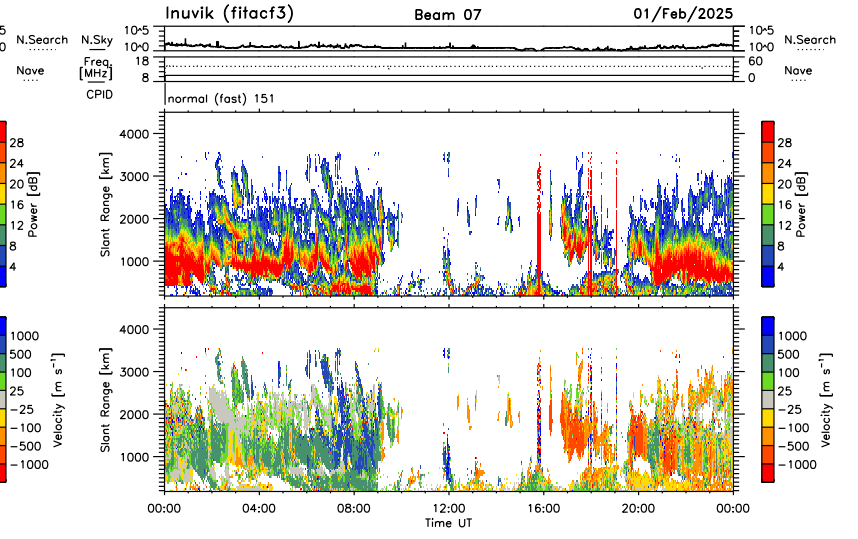 Inuvik (fitacf3) Beam 07 01/Feb/2025
N.Search N.Sky 10^5 10^0 10^5 10^0 N.Search
Nave Freq. [MHz] 18 8 60 0 Nave
CPID
normal (fast) 151
28
24
20
16
12
8
4
Power [dB]
Slant Range [km]
4000
3000
2000
1000
28
24
20
16
12
8
4
Power [dB]
1000
500
100
25
-25
-100
-500
-1000
Velocity [m s⁻¹]
Slant Range [km]
4000
3000
2000
1000
1000
500
100
25
-25
-100
-500
-1000
Velocity [m s⁻¹]
00:00 04:00 08:00 12:00 16:00 20:00 00:00
Time UT